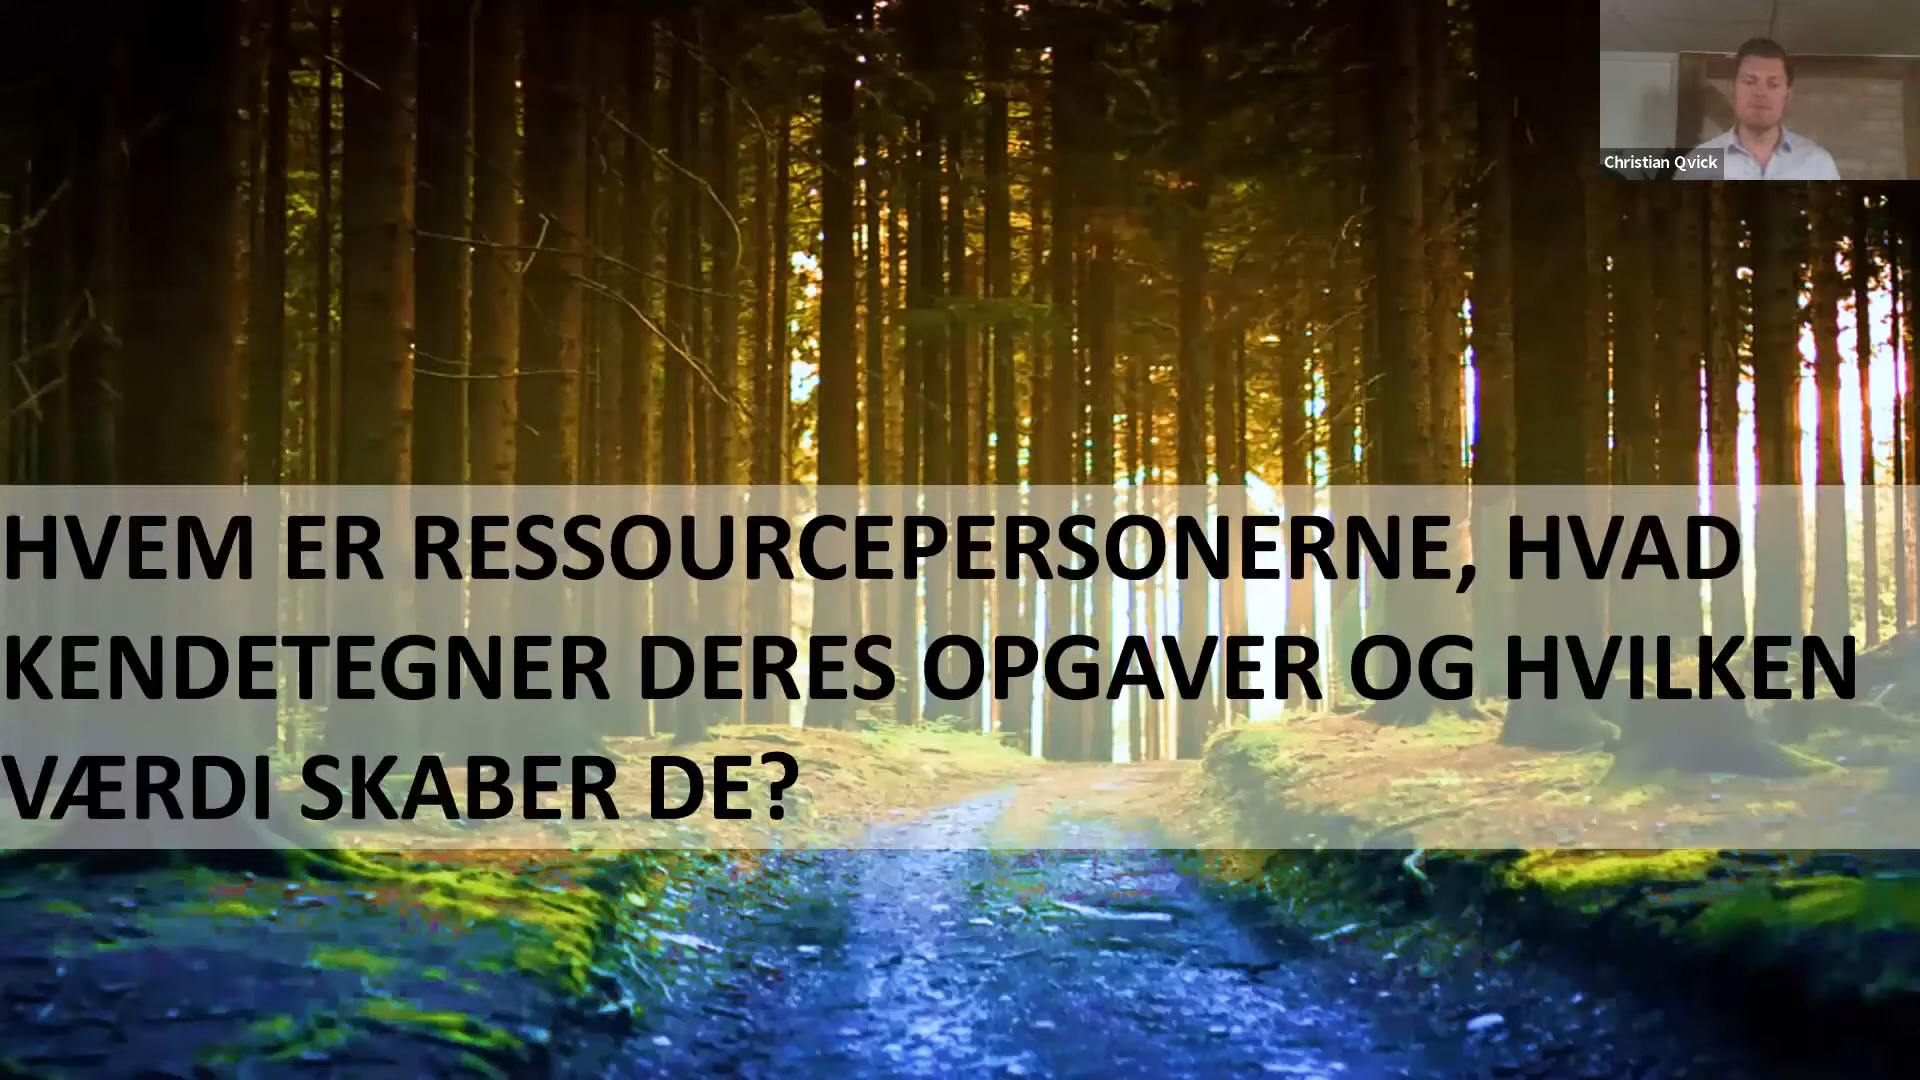 Christian Qvick
HVEM ER RESSOURCEPERSONERNE, HVAD
KENDETEGNER DERES OPGAVER OG HVILKEN
VÆRDI SKABER DE?